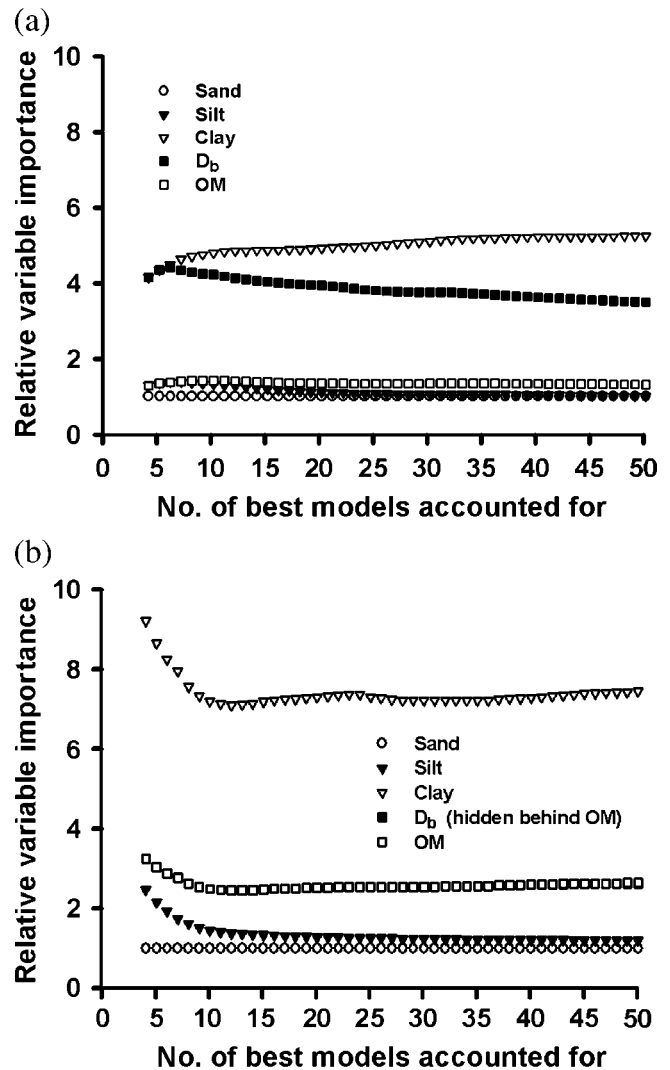 (a)
Relative variable importance
10
8
6
4
2
0
Sand
Silt
Clay
D_b
OM
0 5 10 15 20 25 30 35 40 45 50
No. of best models accounted for
(b)
Relative variable importance
10
8
6
4
2
0
Sand
Silt
Clay
D_b (hidden behind OM)
OM
0 5 10 15 20 25 30 35 40 45 50
No. of best models accounted for